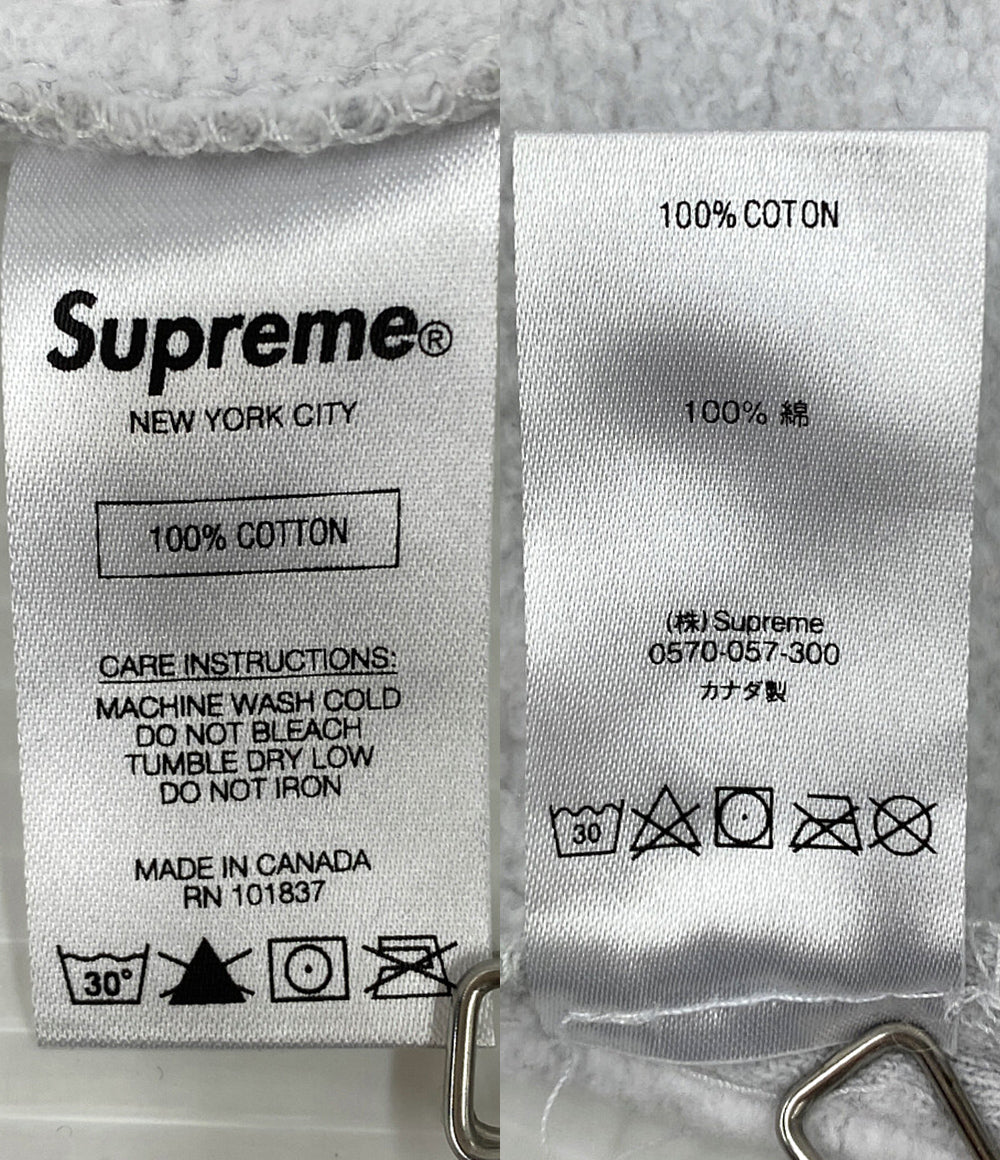 Supreme®
NEW YORK CITY
100% COTTON
CARE INSTRUCTIONS:
MACHINE WASH COLD
DO NOT BLEACH
TUMBLE DRY LOW
DO NOT IRON
MADE IN CANADA
RN 101837
30°
100% COTON
100% 綿
(株)Supreme
0570-057-300
カナダ製
30